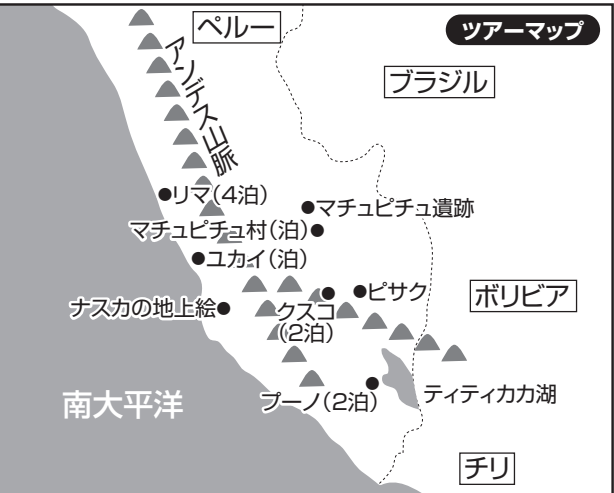 ツアーマップ
ペルー
ブラジル
アンデス山脈
リマ(4泊)
マチュピチュ遺跡
マチュピチュ村(泊)
ユカイ(泊)
ピサク
ボリビア
ナスカの地上絵
クスコ
(2泊)
ティティカカ湖
プーノ(2泊)
南大平洋
チリ